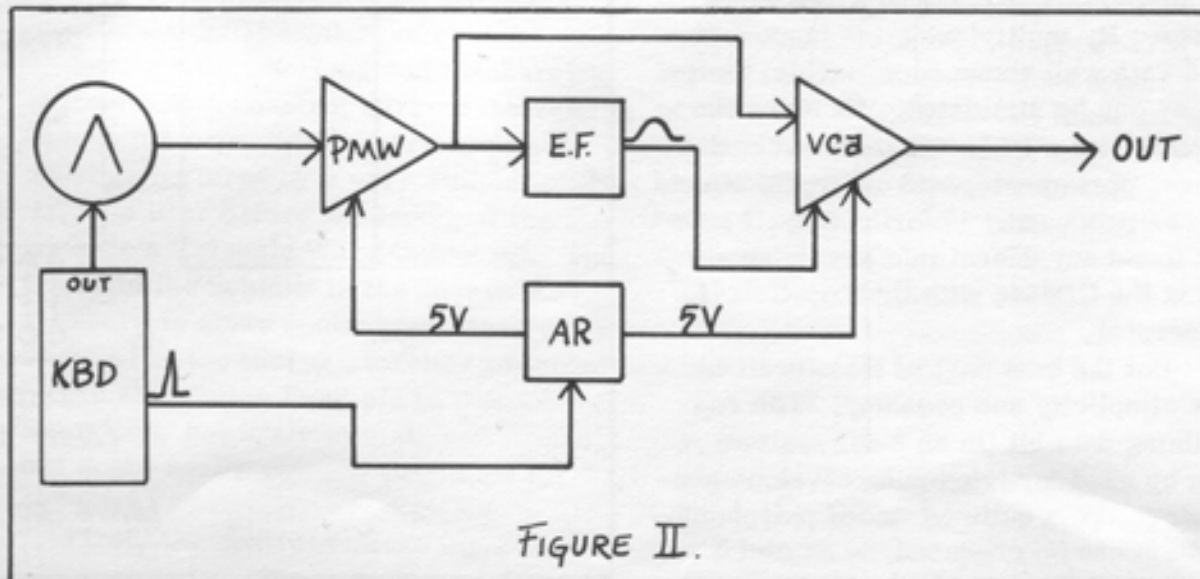 PMW
E.F.
VCa
OUT
OUT
KBD
5V
AR
5V
FIGURE II.